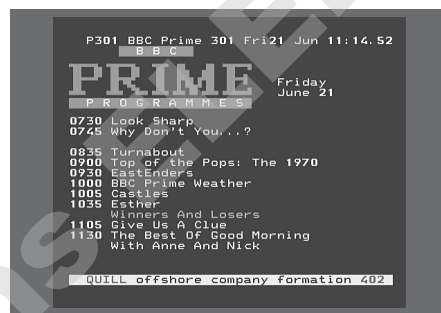 P301 BBC Prime 301 Fri21 Jun 11:14.52
BBC
PRIME
Friday
June 21
PROGRAMMES
0730 Look Sharp
0745 Why Don't You...?
0835 Turnabout
0900 Top of the Pops: The 1970
0930 EastEnders
1000 BBC Prime Weather
1005 Castles
1035 Esther
Winners And Losers
1105 Give Us A Clue
1130 The Best Of Good Morning
With Anne And Nick
QUILL offshore company formation 402